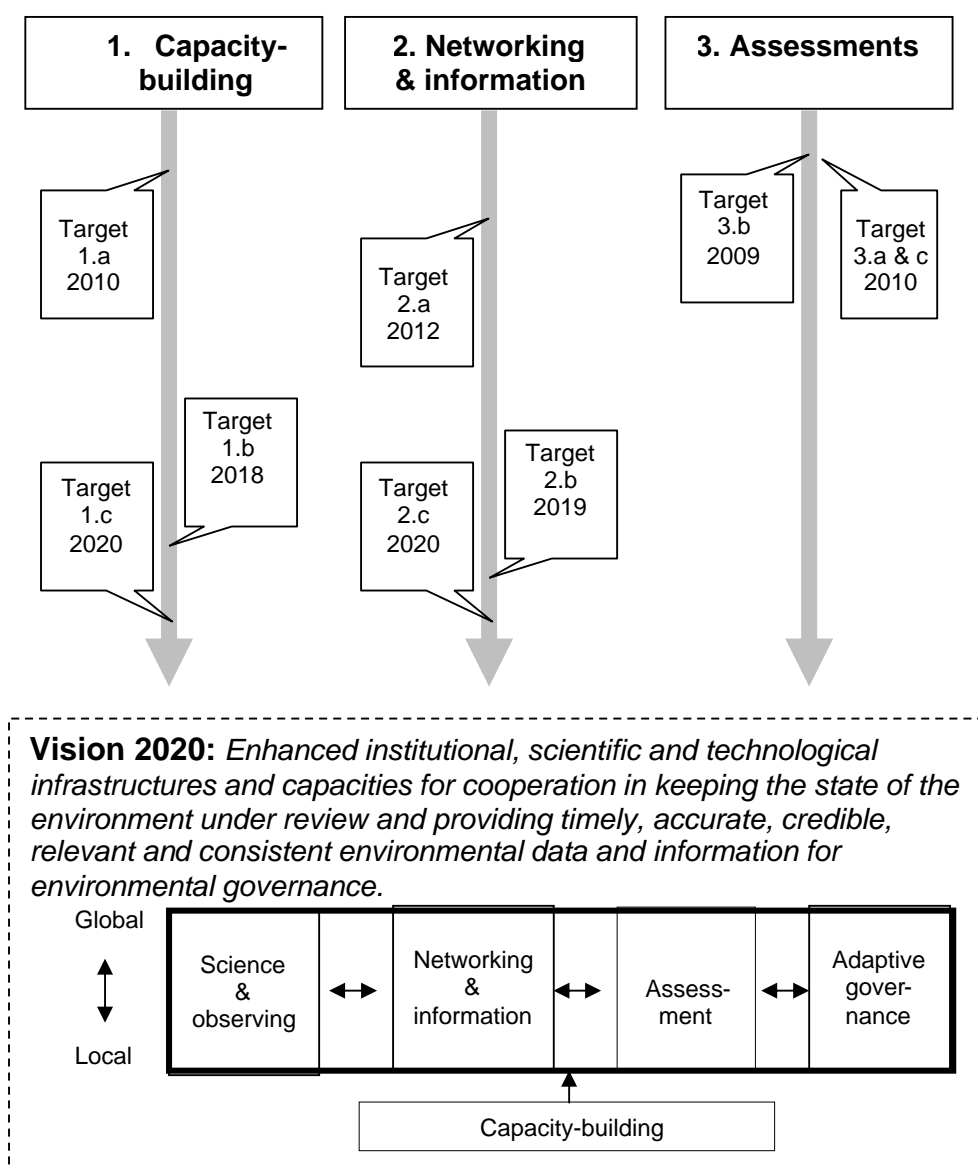 1. Capacity-
building
2. Networking
& information
3. Assessments
Target
1.a
2010
Target
1.b
2018
Target
1.c
2020
Target
2.a
2012
Target
2.b
2019
Target
2.c
2020
Target
3.b
2009
Target
3.a & c
2010
Vision 2020: Enhanced institutional, scientific and technological
infrastructures and capacities for cooperation in keeping the state of the
environment under review and providing timely, accurate, credible,
relevant and consistent environmental data and information for
environmental governance.
Global
Local
Science
&
observing
Networking
&
information
Assess-
ment
Adaptive
gover-
nance
Capacity-building